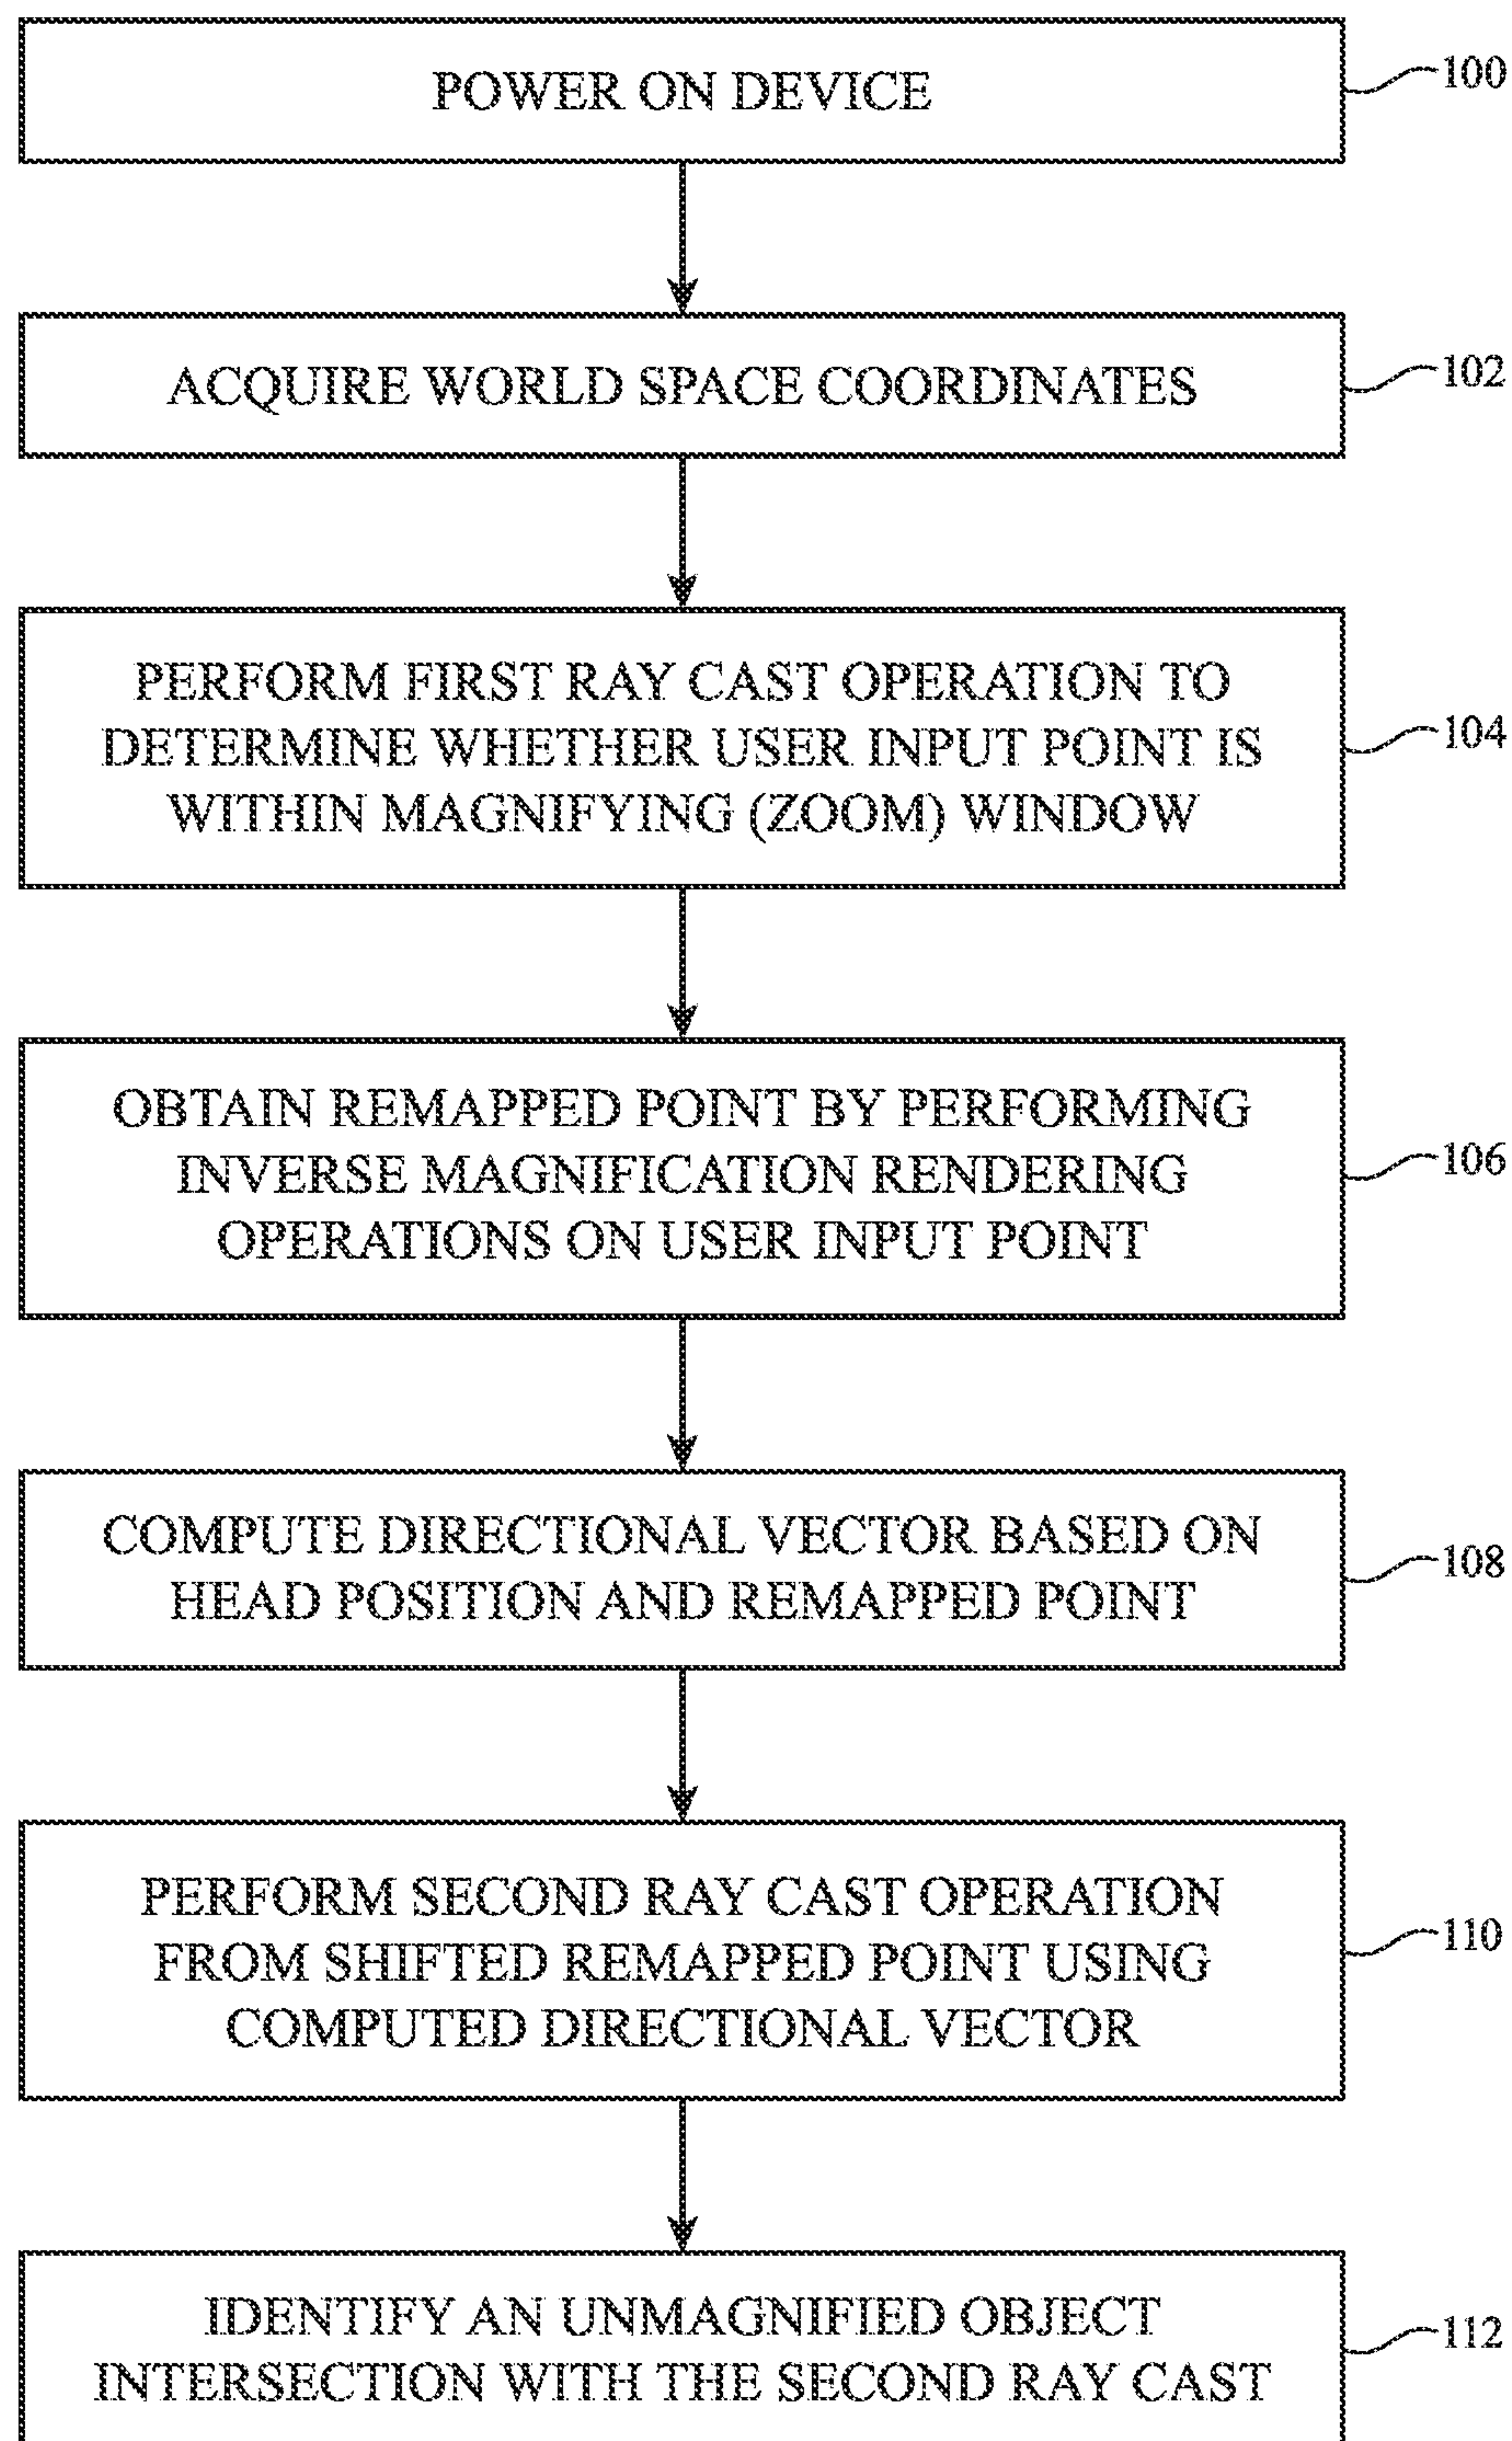 POWER ON DEVICE
100
ACQUIRE WORLD SPACE COORDINATES
102
PERFORM FIRST RAY CAST OPERATION TO
DETERMINE WHETHER USER INPUT POINT IS
WITHIN MAGNIFYING (ZOOM) WINDOW
104
OBTAIN REMAPPED POINT BY PERFORMING
INVERSE MAGNIFICATION RENDERING
OPERATIONS ON USER INPUT POINT
106
COMPUTE DIRECTIONAL VECTOR BASED ON
HEAD POSITION AND REMAPPED POINT
108
PERFORM SECOND RAY CAST OPERATION
FROM SHIFTED REMAPPED POINT USING
COMPUTED DIRECTIONAL VECTOR
110
IDENTIFY AN UNMAGNIFIED OBJECT
INTERSECTION WITH THE SECOND RAY CAST
112